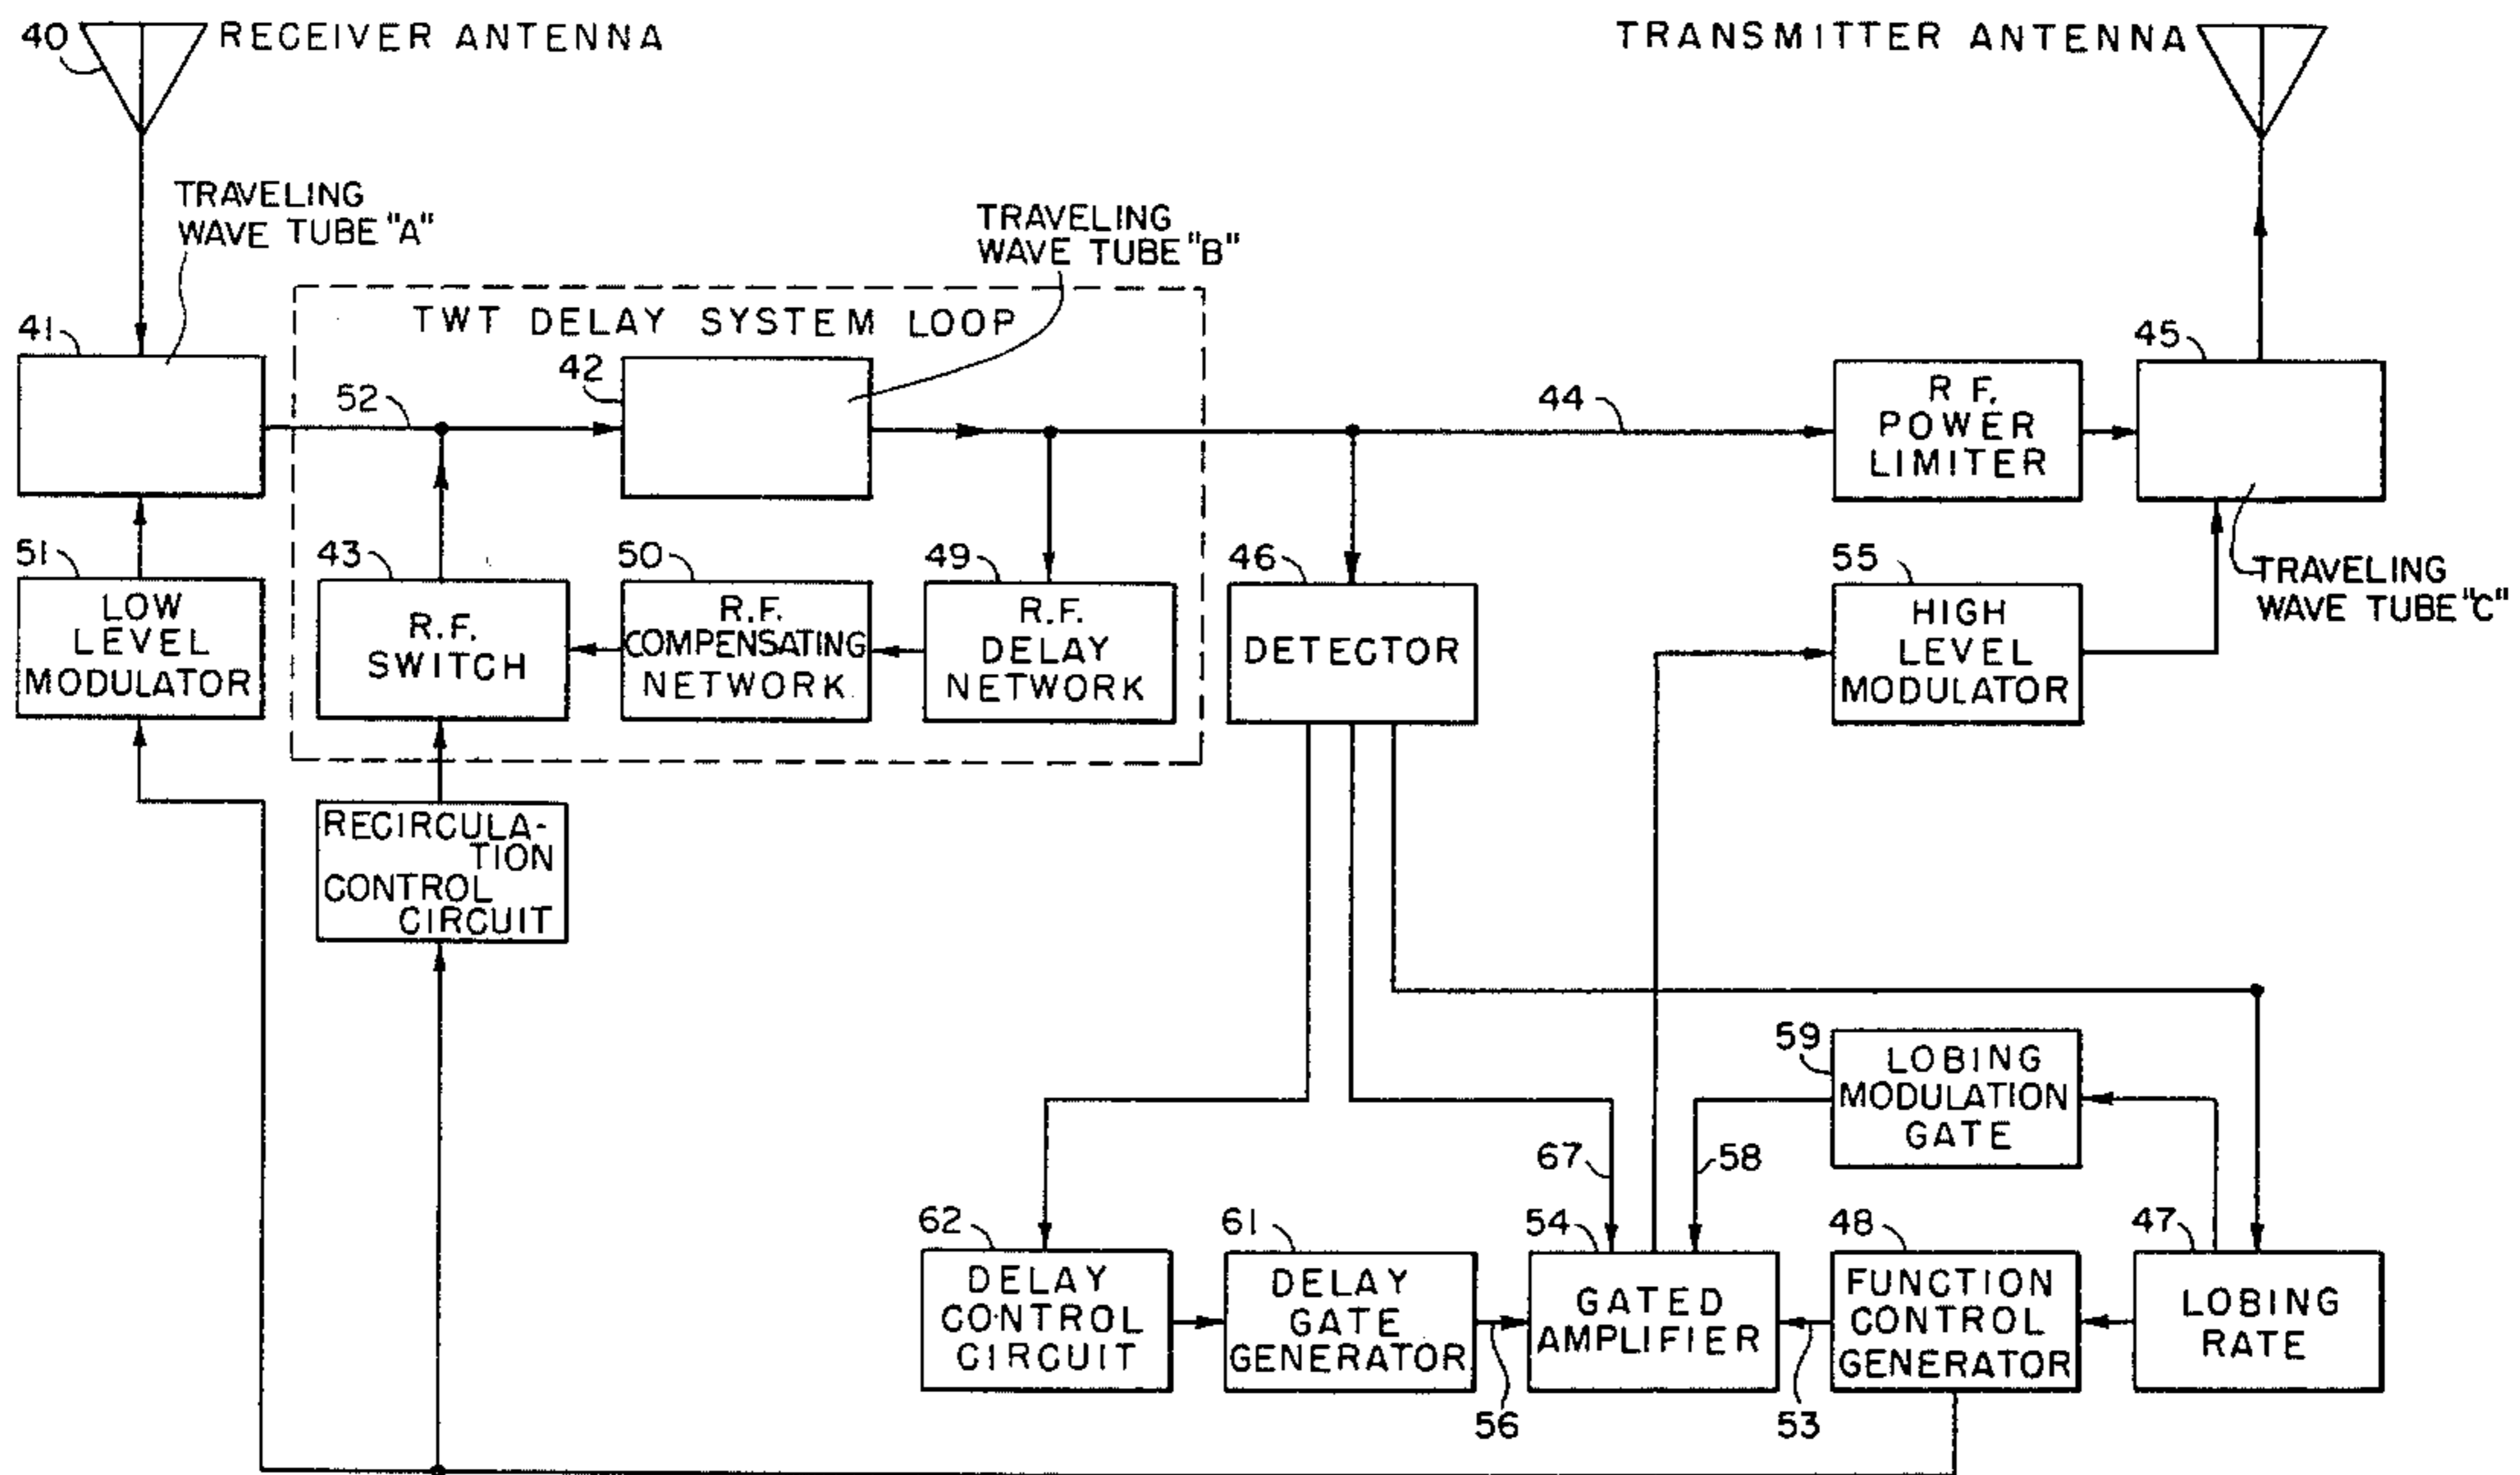 40
RECEIVER ANTENNA
TRANSMITTER ANTENNA
TRAVELING
WAVE TUBE "A"
TRAVELING
WAVE TUBE "B"
TWT DELAY SYSTEM LOOP
41
42
52
44
45
R F.
POWER
LIMITER
51
LOW
LEVEL
MODULATOR
43
R.F.
SWITCH
50
R.F.
COMPENSATING
NETWORK
49
R.F.
DELAY
NETWORK
46
DETECTOR
55
HIGH
LEVEL
MODULATOR
TRAVELING
WAVE TUBE "C"
RECIRCULA-
TION
CONTROL
CIRCUIT
59
LOBING
MODULATION
GATE
67
58
62
DELAY
CONTROL
CIRCUIT
61
DELAY
GATE
GENERATOR
54
GATED
AMPLIFIER
48
FUNCTION
CONTROL
GENERATOR
47
LOBING
RATE
56
53